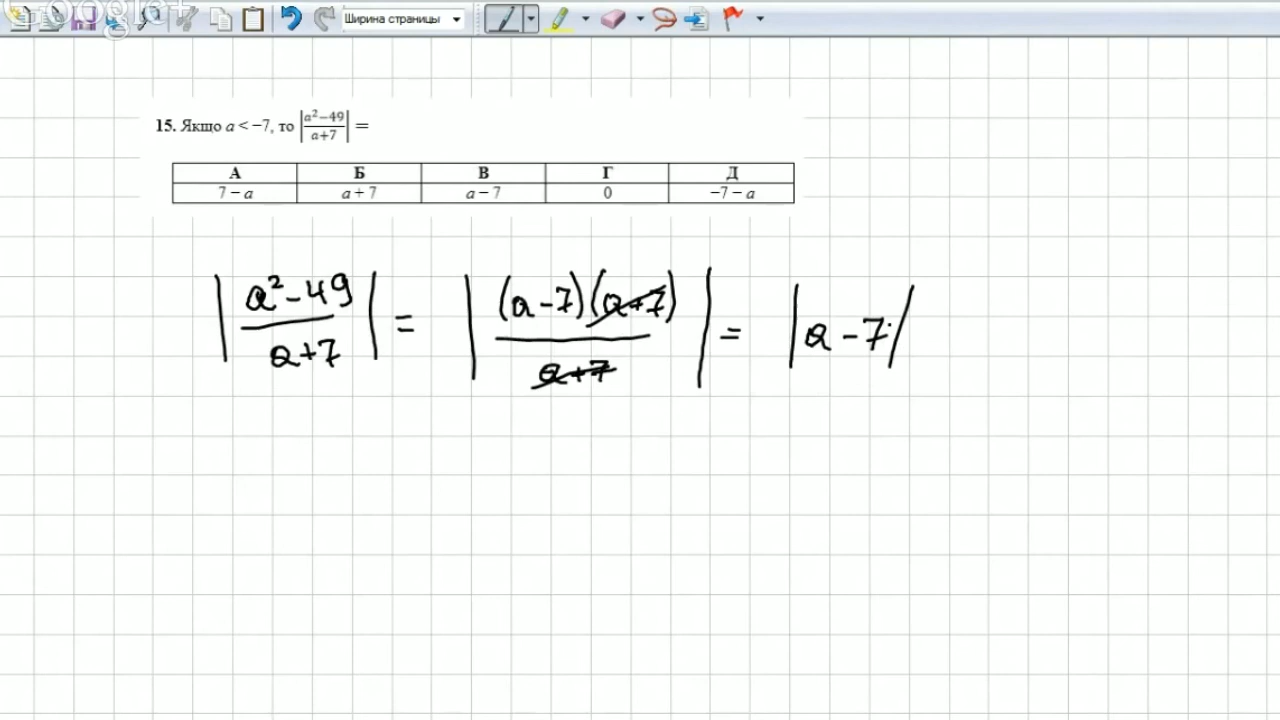 Google+
Ширина страницы
15. Якщо a < −7, то |a²−49 / a+7| =
А Б В Г Д
7 − a a + 7 a − 7 0 −7 − a
|a²−49 / a+7| = |(a−7)(a+7) / a+7| = |a−7|